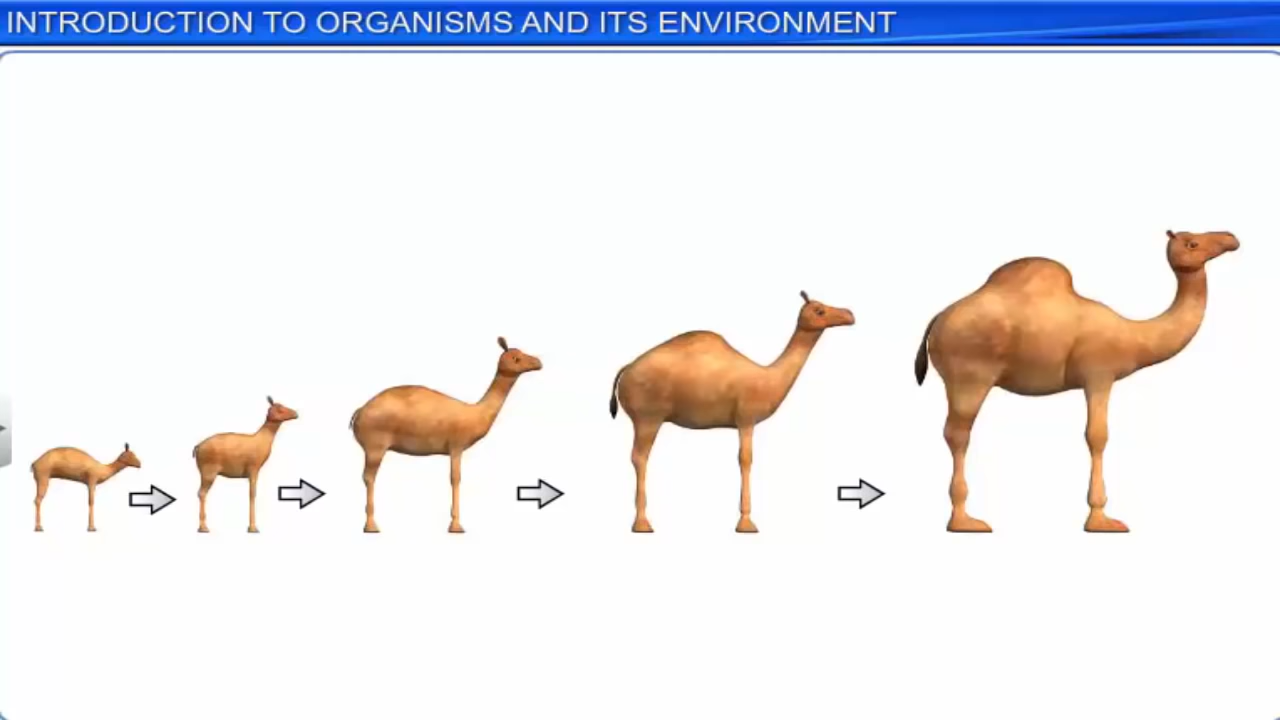 INTRODUCTION TO ORGANISMS AND ITS ENVIRONMENT